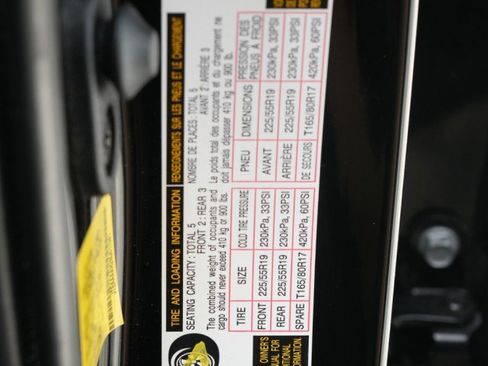 TIRE AND LOADING INFORMATION
SEATING CAPACITY: TOTAL 5
FRONT 2: REAR 3
The combined weight of occupants and
cargo should never exceed 410 kg or 900 lbs.
TIRE SIZE COLD TIRE PRESSURE
FRONT 225/55R19 230kPa, 33PSI
REAR 225/55R19 230kPa, 33PSI
SPARE T165/80R17 420kPa, 60PSI
OWNER'S
RENSEIGNEMENTS SUR LES PNEUS ET LE CHARGEMENT
NOMBRE DE PLACES: TOTAL 5
AVANT 2 ARRIÈRE 3
Le poids total des occupants et du chargement ne
doit jamais dépasser 410 kg ou 900 lb.
PNEU DIMENSIONS PRESSION DES
PNEUS À FROID
AVANT 225/55R19 230kPa, 33PSI
ARRIÈRE 225/55R19 230kPa, 33PSI
DE SECOURS T165/80R17 420kPa, 60PSI